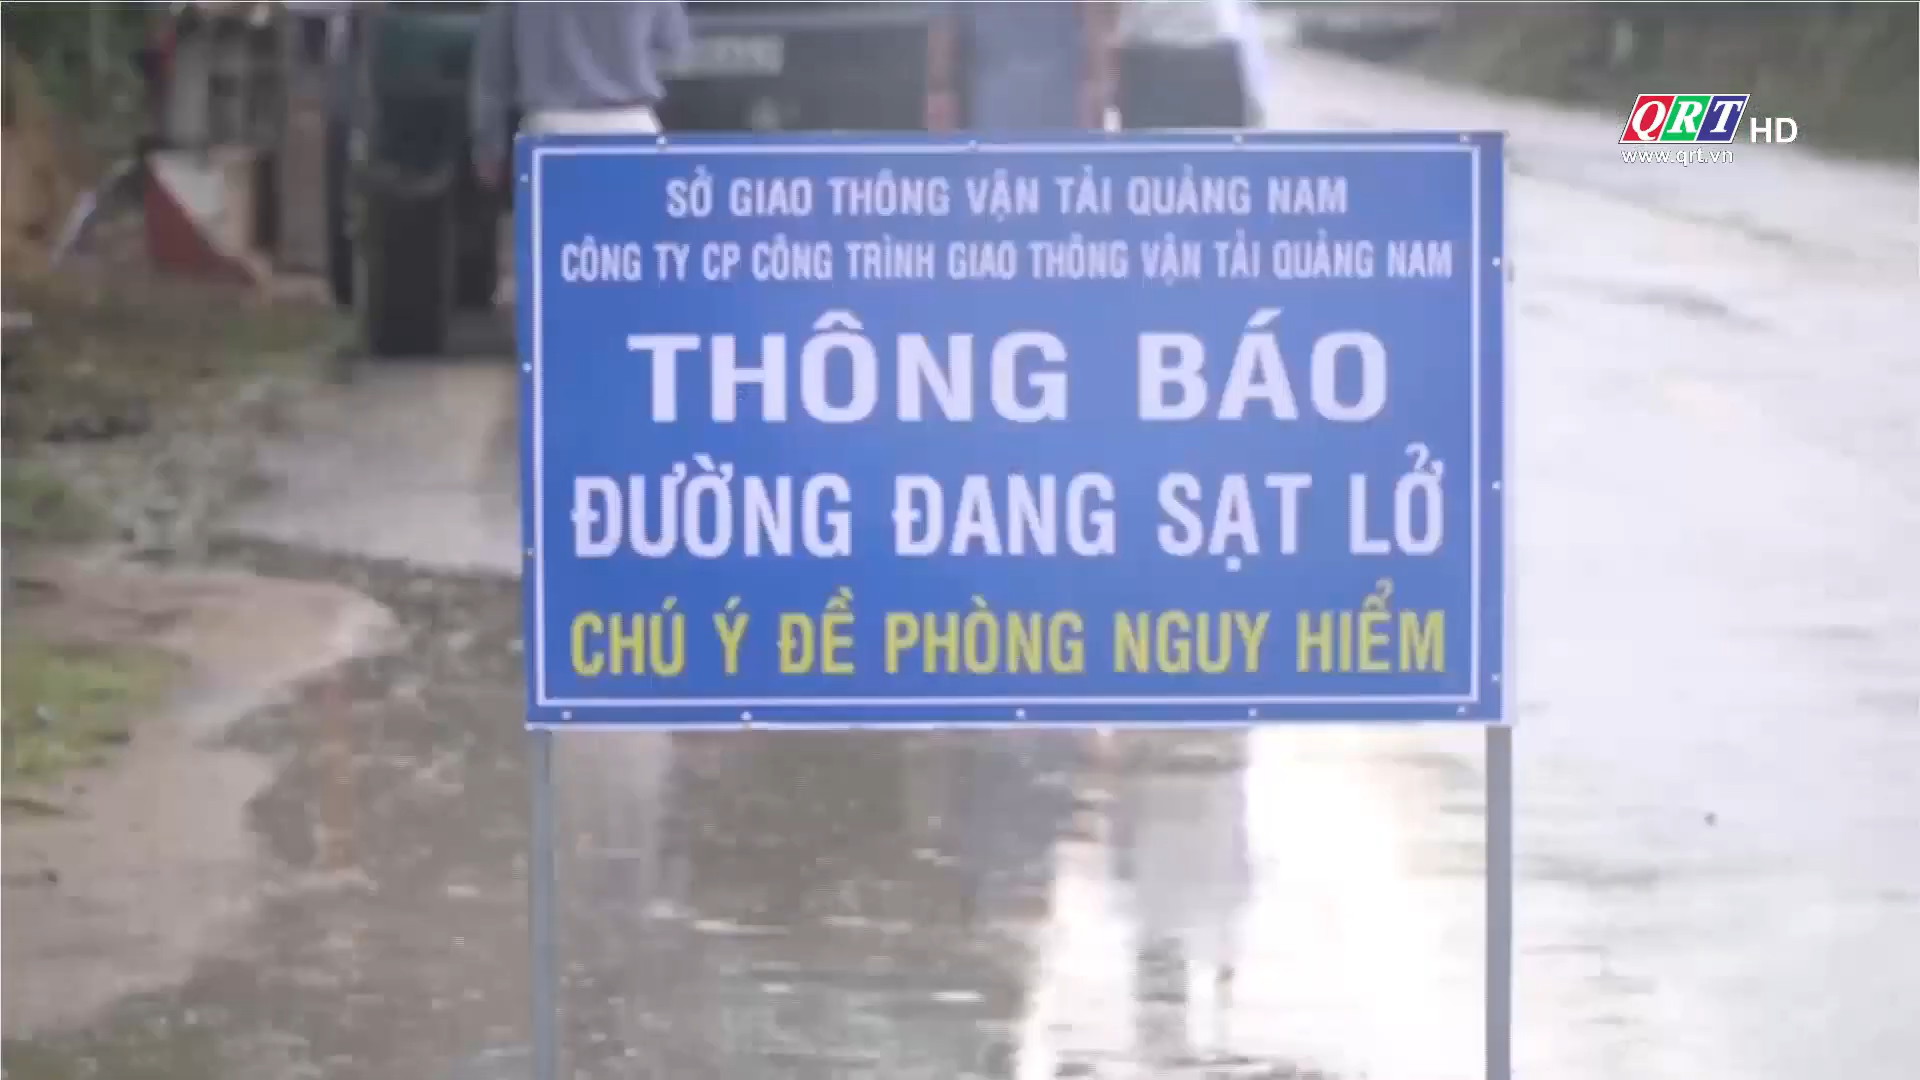 QRT HD
www.qrt.vn
SỞ GIAO THÔNG VẬN TẢI QUẢNG NAM
CÔNG TY CP CÔNG TRÌNH GIAO THÔNG VẬN TẢI QUẢNG NAM
THÔNG BÁO
ĐƯỜNG ĐANG SẠT LỞ
CHÚ Ý ĐỀ PHÒNG NGUY HIỂM